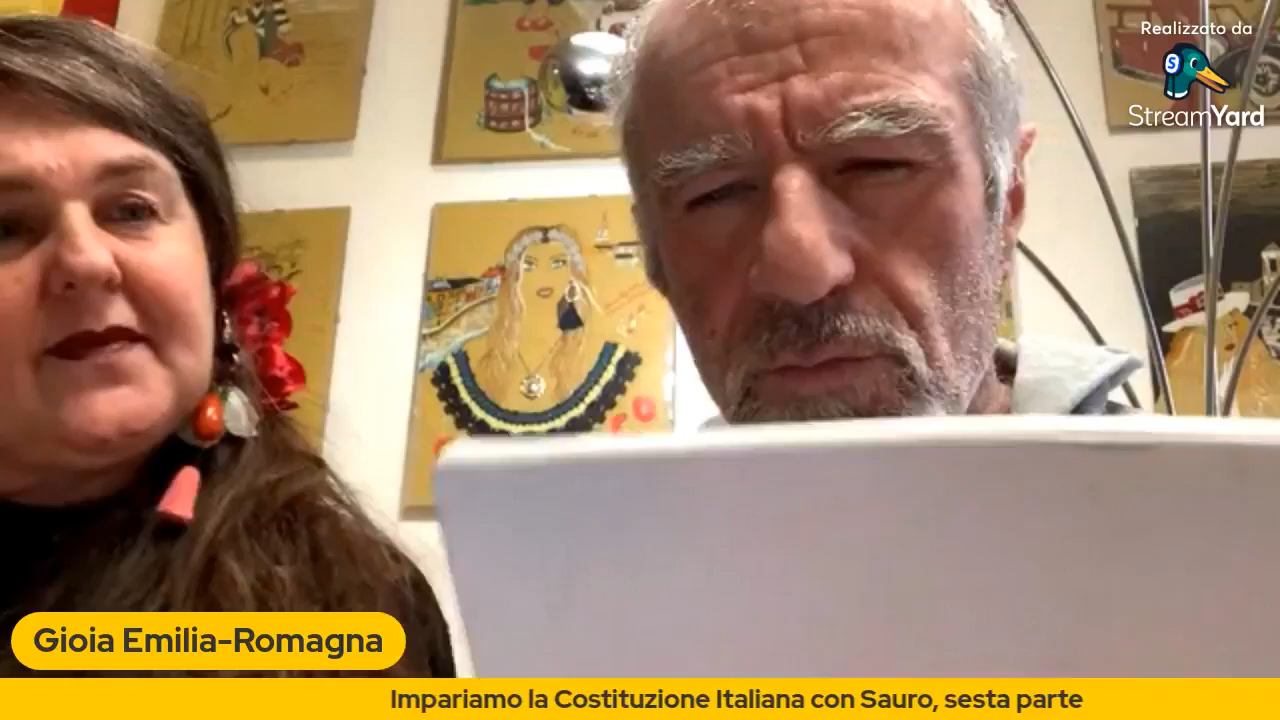 Realizzato da
StreamYard
Gioia Emilia-Romagna
Impariamo la Costituzione Italiana con Sauro, sesta parte